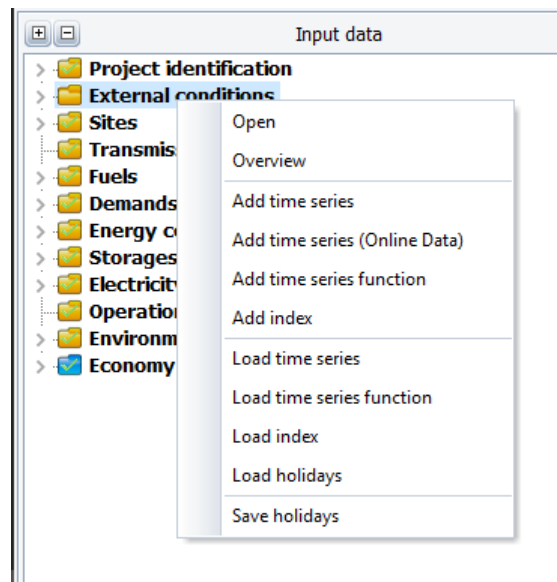 Input data
Project identification
External conditions
Sites
Fuels
Demands
Storages
Economy
Open
Overview
Add time series
Add time series (Online Data)
Add time series function
Add index
Load time series
Load time series function
Load index
Load holidays
Save holidays